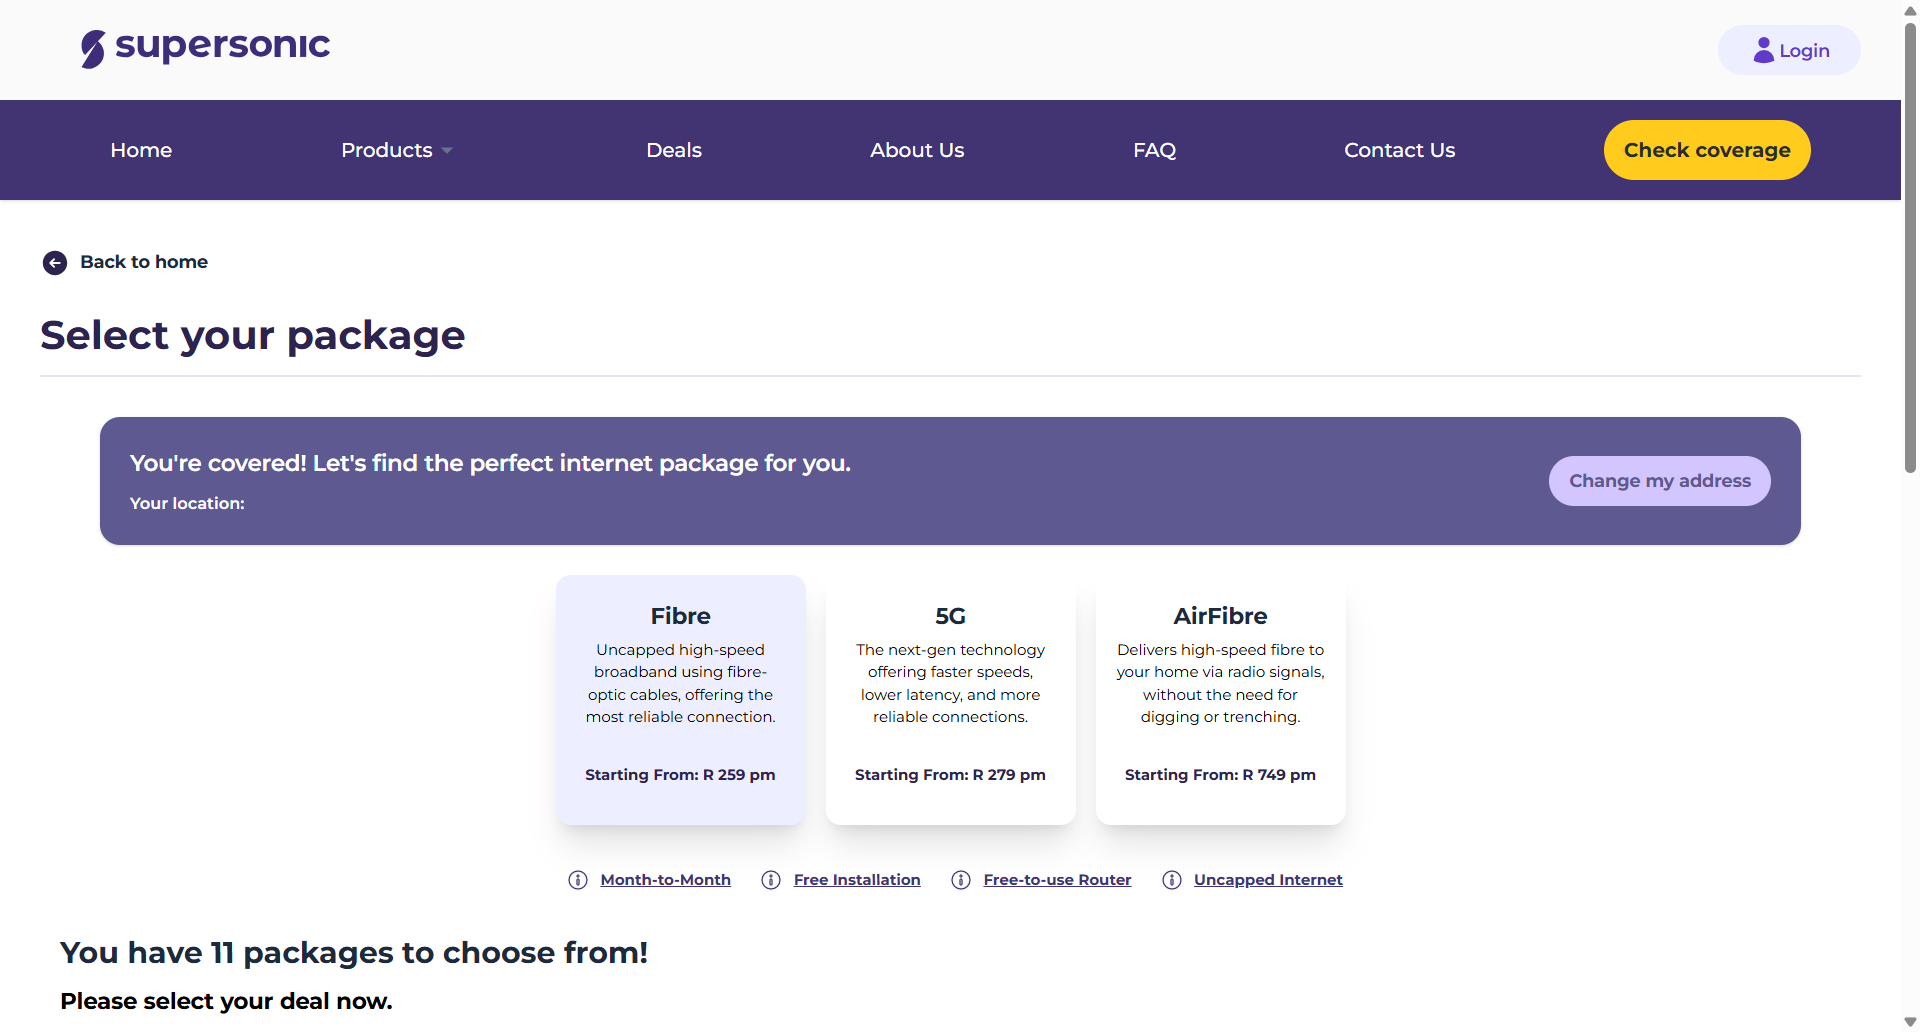 supersonic
Login
Home
Products
Deals
About Us
FAQ
Contact Us
Check coverage
Back to home
Select your package
You're covered! Let's find the perfect internet package for you.
Your location:
Change my address
Fibre
Uncapped high-speed
broadband using fibre-
optic cables, offering the
most reliable connection.
Starting From: R 259 pm
5G
The next-gen technology
offering faster speeds,
lower latency, and more
reliable connections.
Starting From: R 279 pm
AirFibre
Delivers high-speed fibre to
your home via radio signals,
without the need for
digging or trenching.
Starting From: R 749 pm
Month-to-Month
Free Installation
Free-to-use Router
Uncapped Internet
You have 11 packages to choose from!
Please select your deal now.